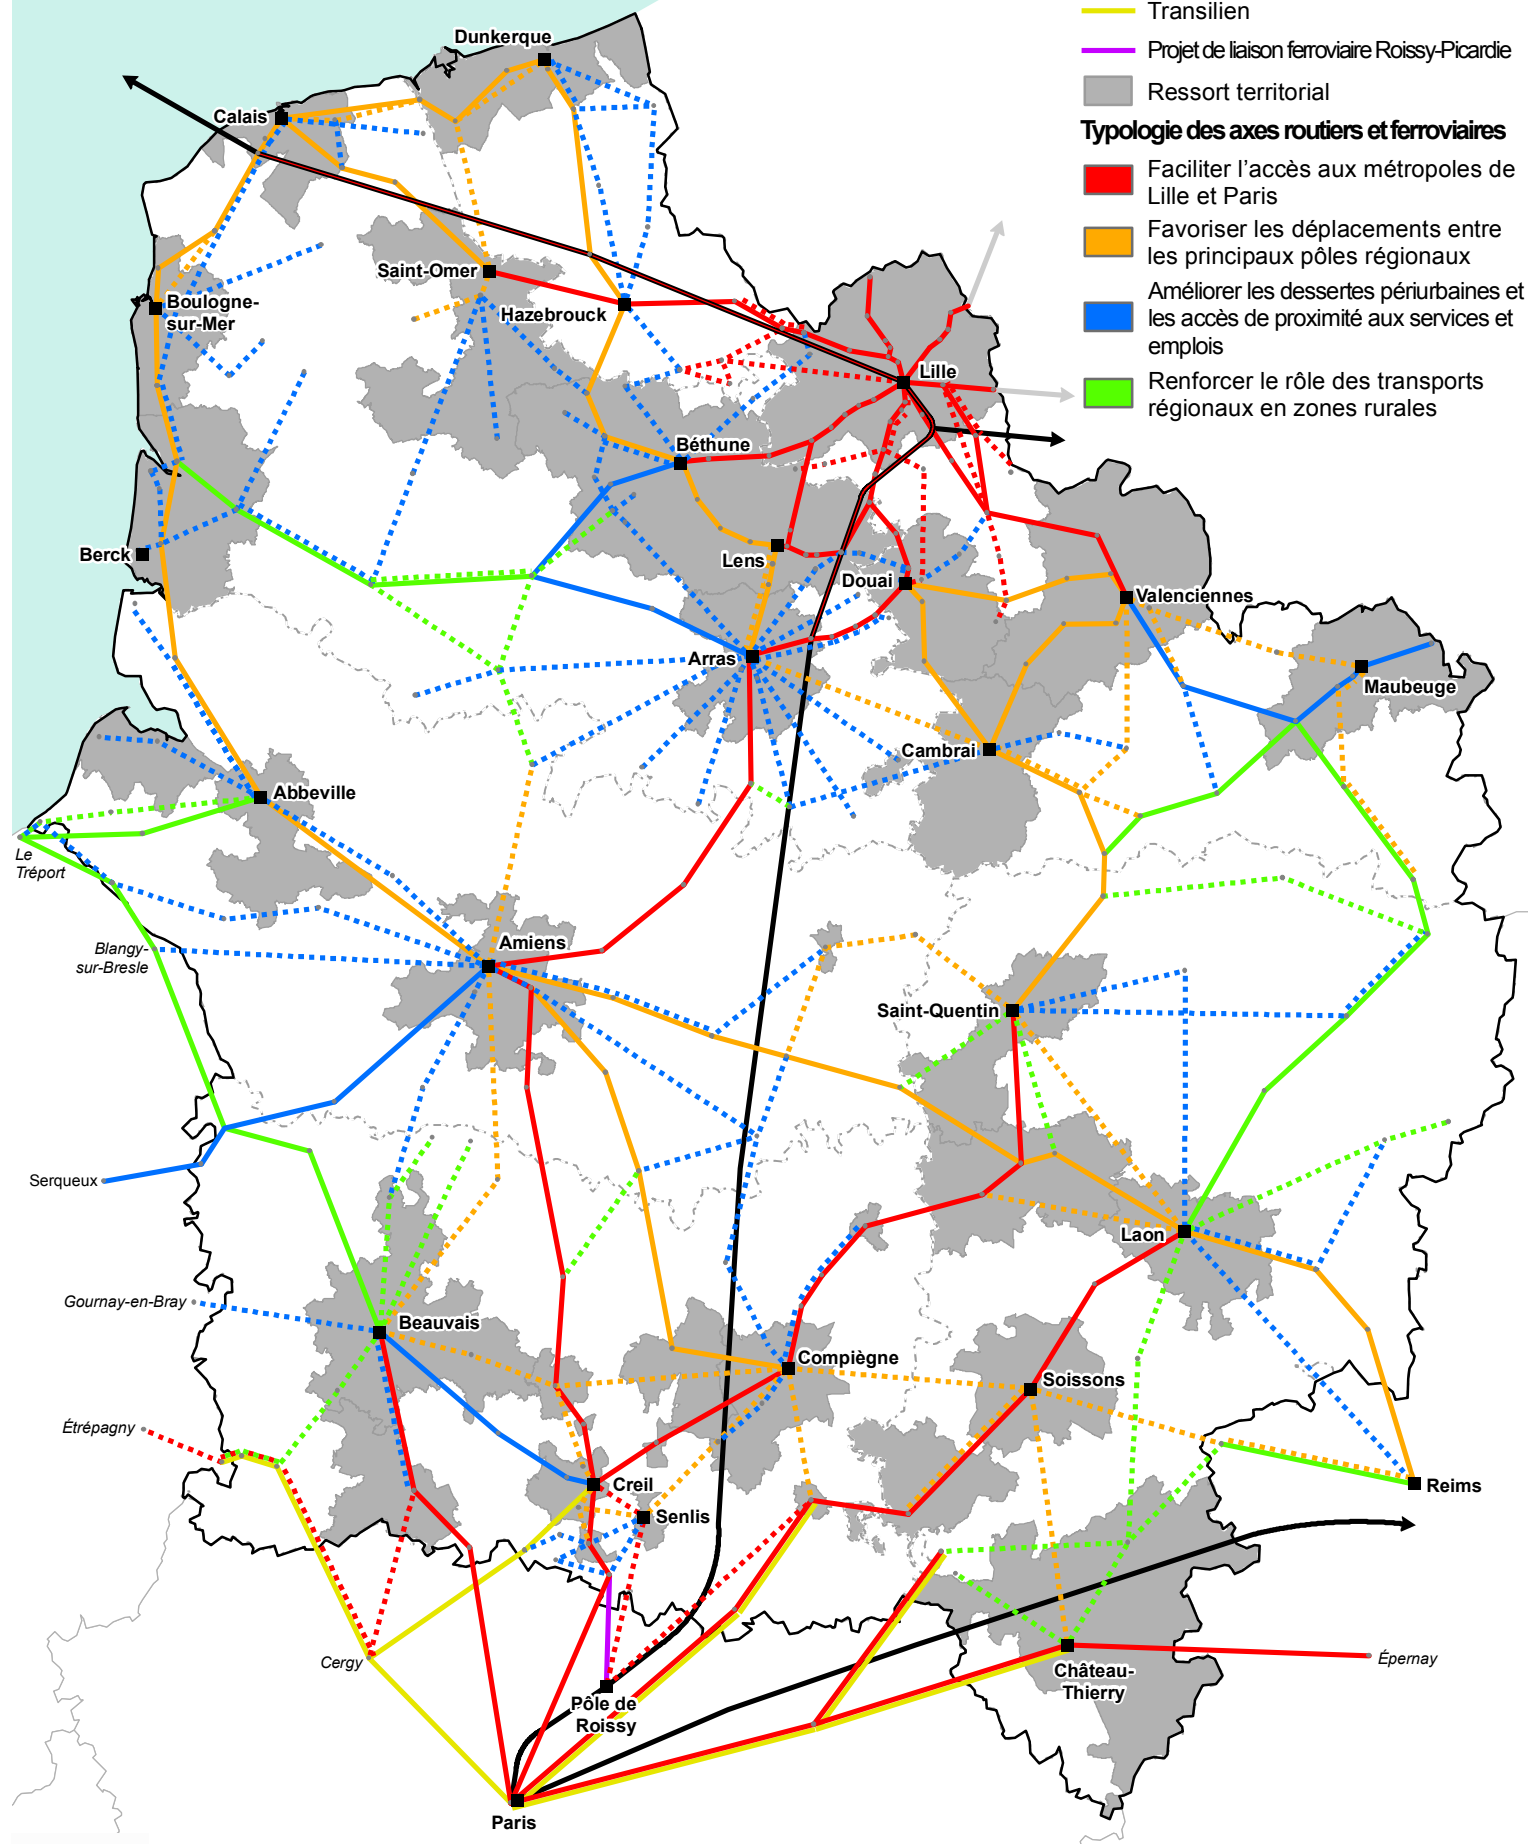 Transilien
Projet de liaison ferroviaire Roissy-Picardie
Ressort territorial
Typologie des axes routiers et ferroviaires
Faciliter l'accès aux métropoles de
Lille et Paris
Favoriser les déplacements entre
les principaux pôles régionaux
Améliorer les dessertes périurbaines et
les accès de proximité aux services et
emplois
Renforcer le rôle des transports
régionaux en zones rurales
Dunkerque
Calais
Saint-Omer
Boulogne-
sur-Mer
Hazebrouck
Lille
Béthune
Berck
Lens
Douai
Valenciennes
Arras
Maubeuge
Cambrai
Abbeville
Le
Tréport
Amiens
Blangy-
sur-Bresle
Saint-Quentin
Serqueux
Laon
Gournay-en-Bray
Beauvais
Compiègne
Soissons
Étrépagny
Creil
Reims
Senlis
Cergy
Épernay
Château-
Thierry
Pôle de
Roissy
Paris